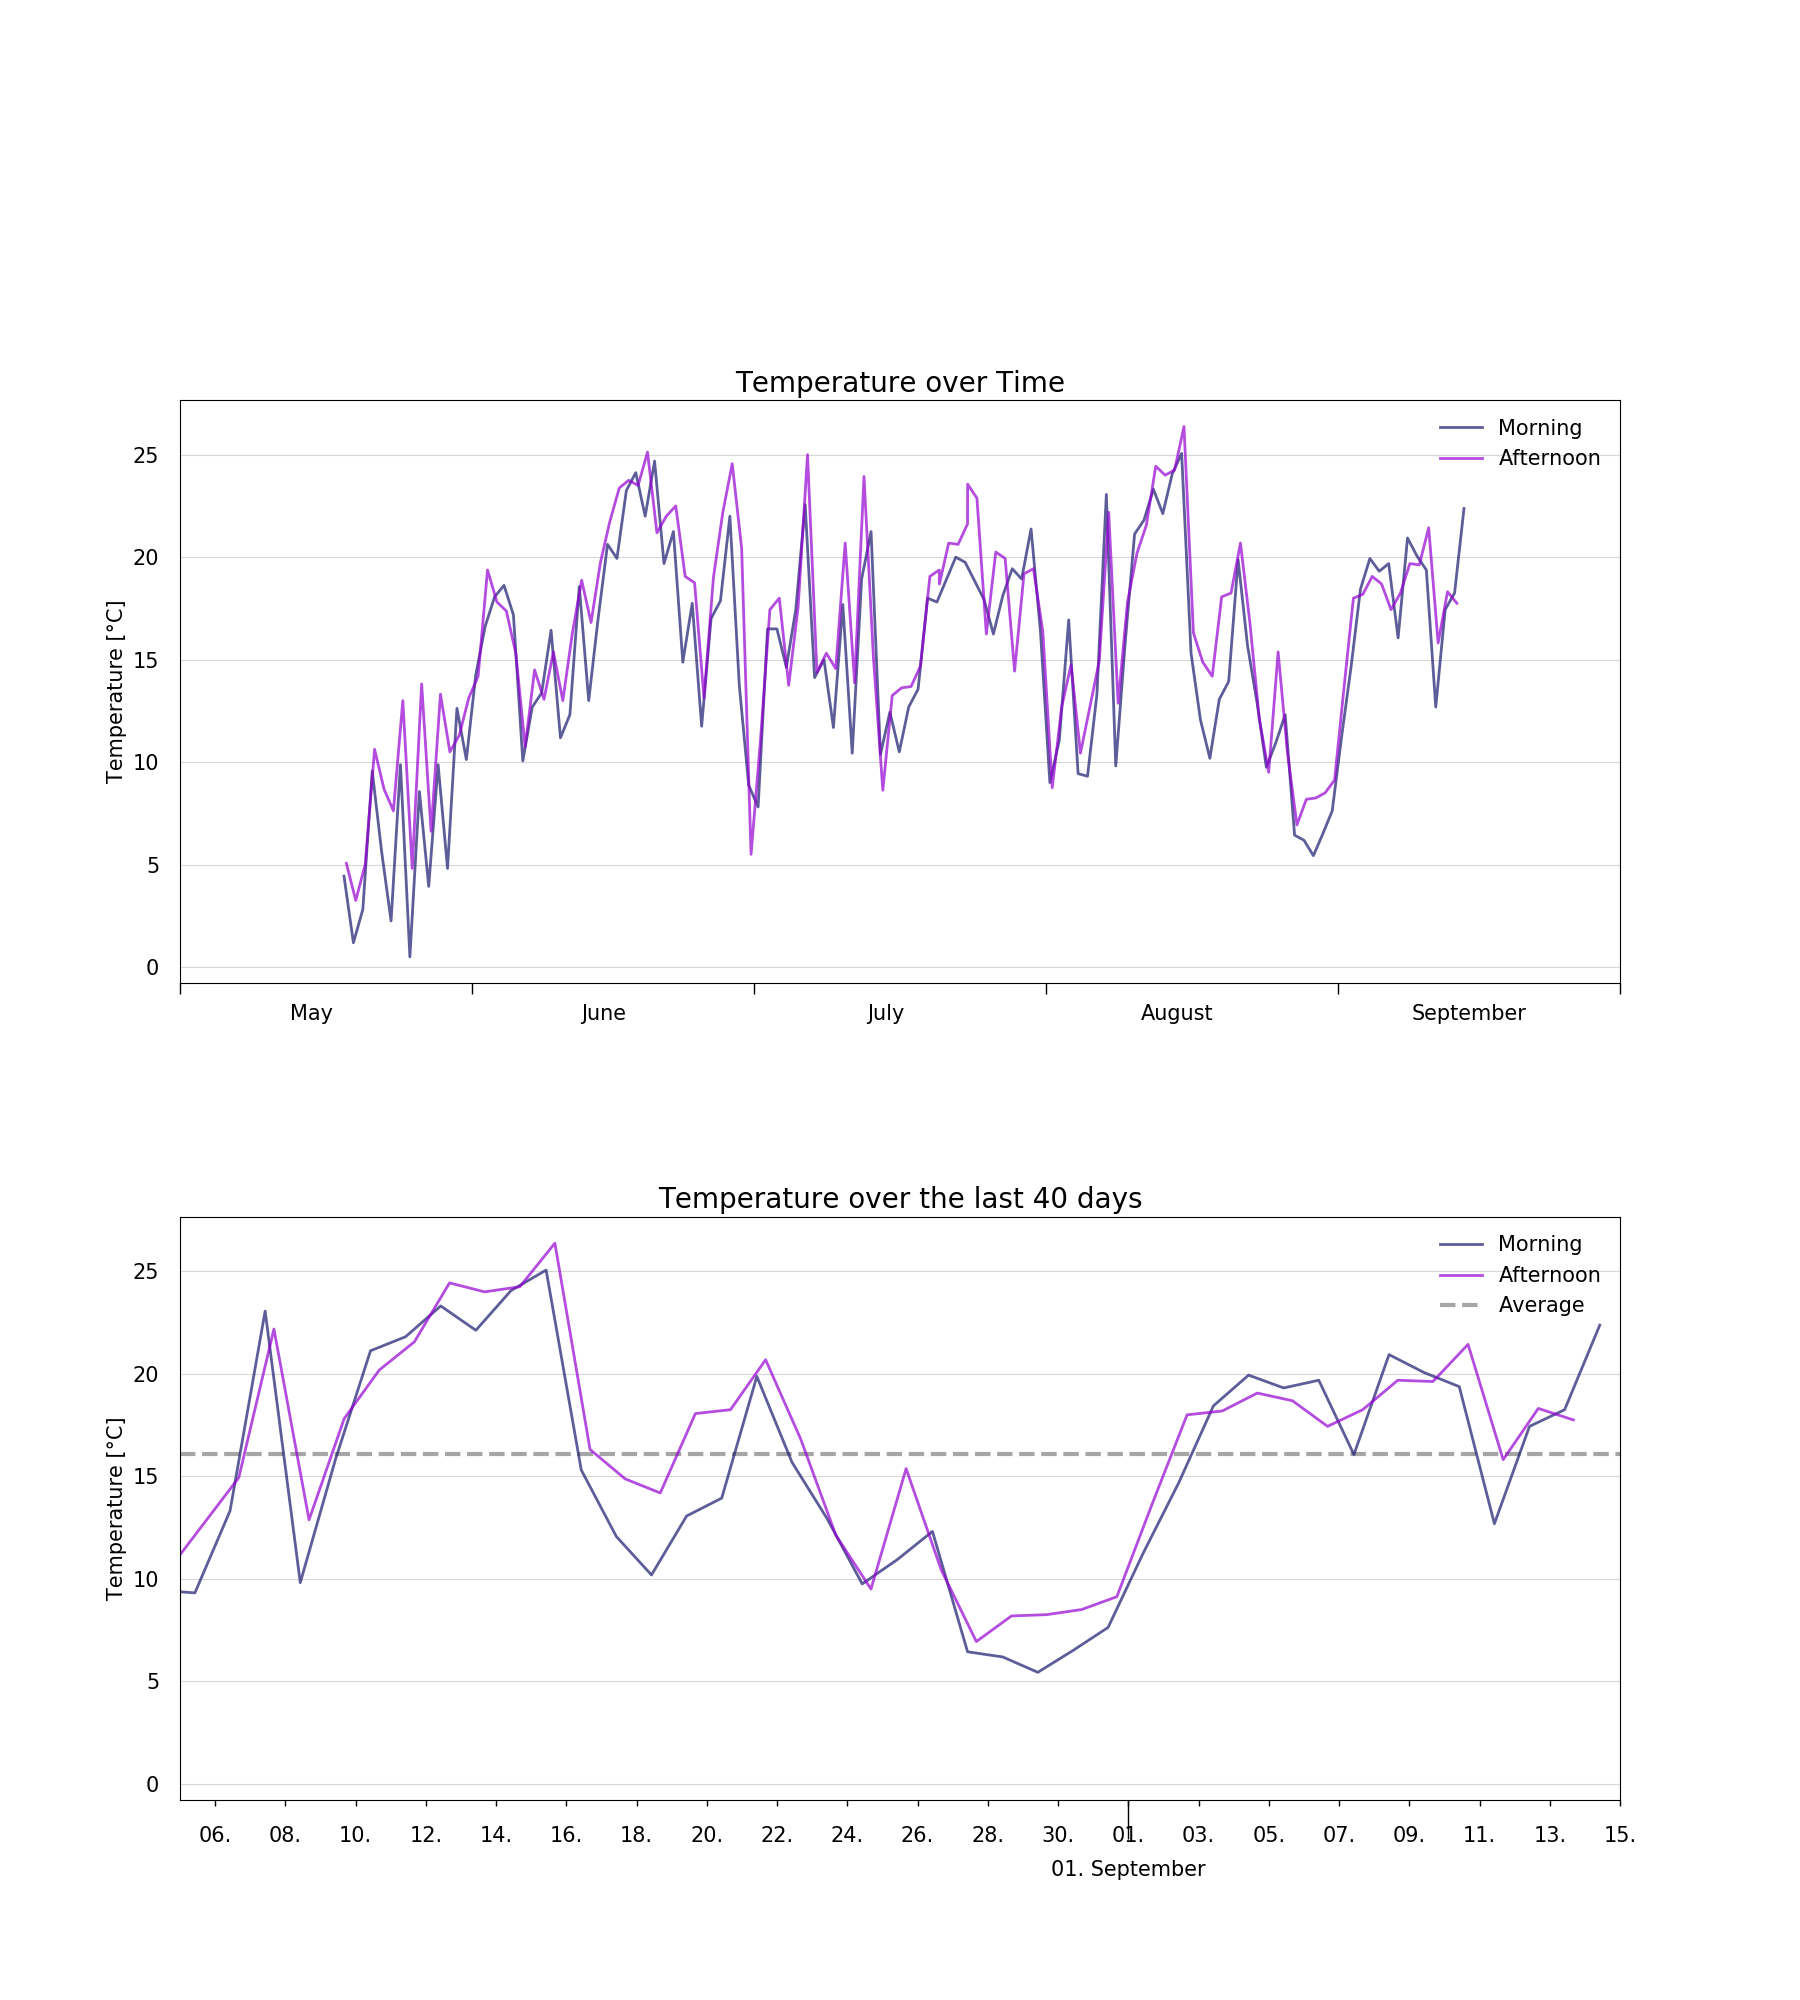 Temperature over Time
Morning
Afternoon
25
20
15
10
5
0
Temperature [°C]
May June July August September
Temperature over the last 40 days
Morning
Afternoon
Average
25
20
15
10
5
0
Temperature [°C]
06. 08. 10. 12. 14. 16. 18. 20. 22. 24. 26. 28. 30. 01. 03. 05. 07. 09. 11. 13. 15.
01. September